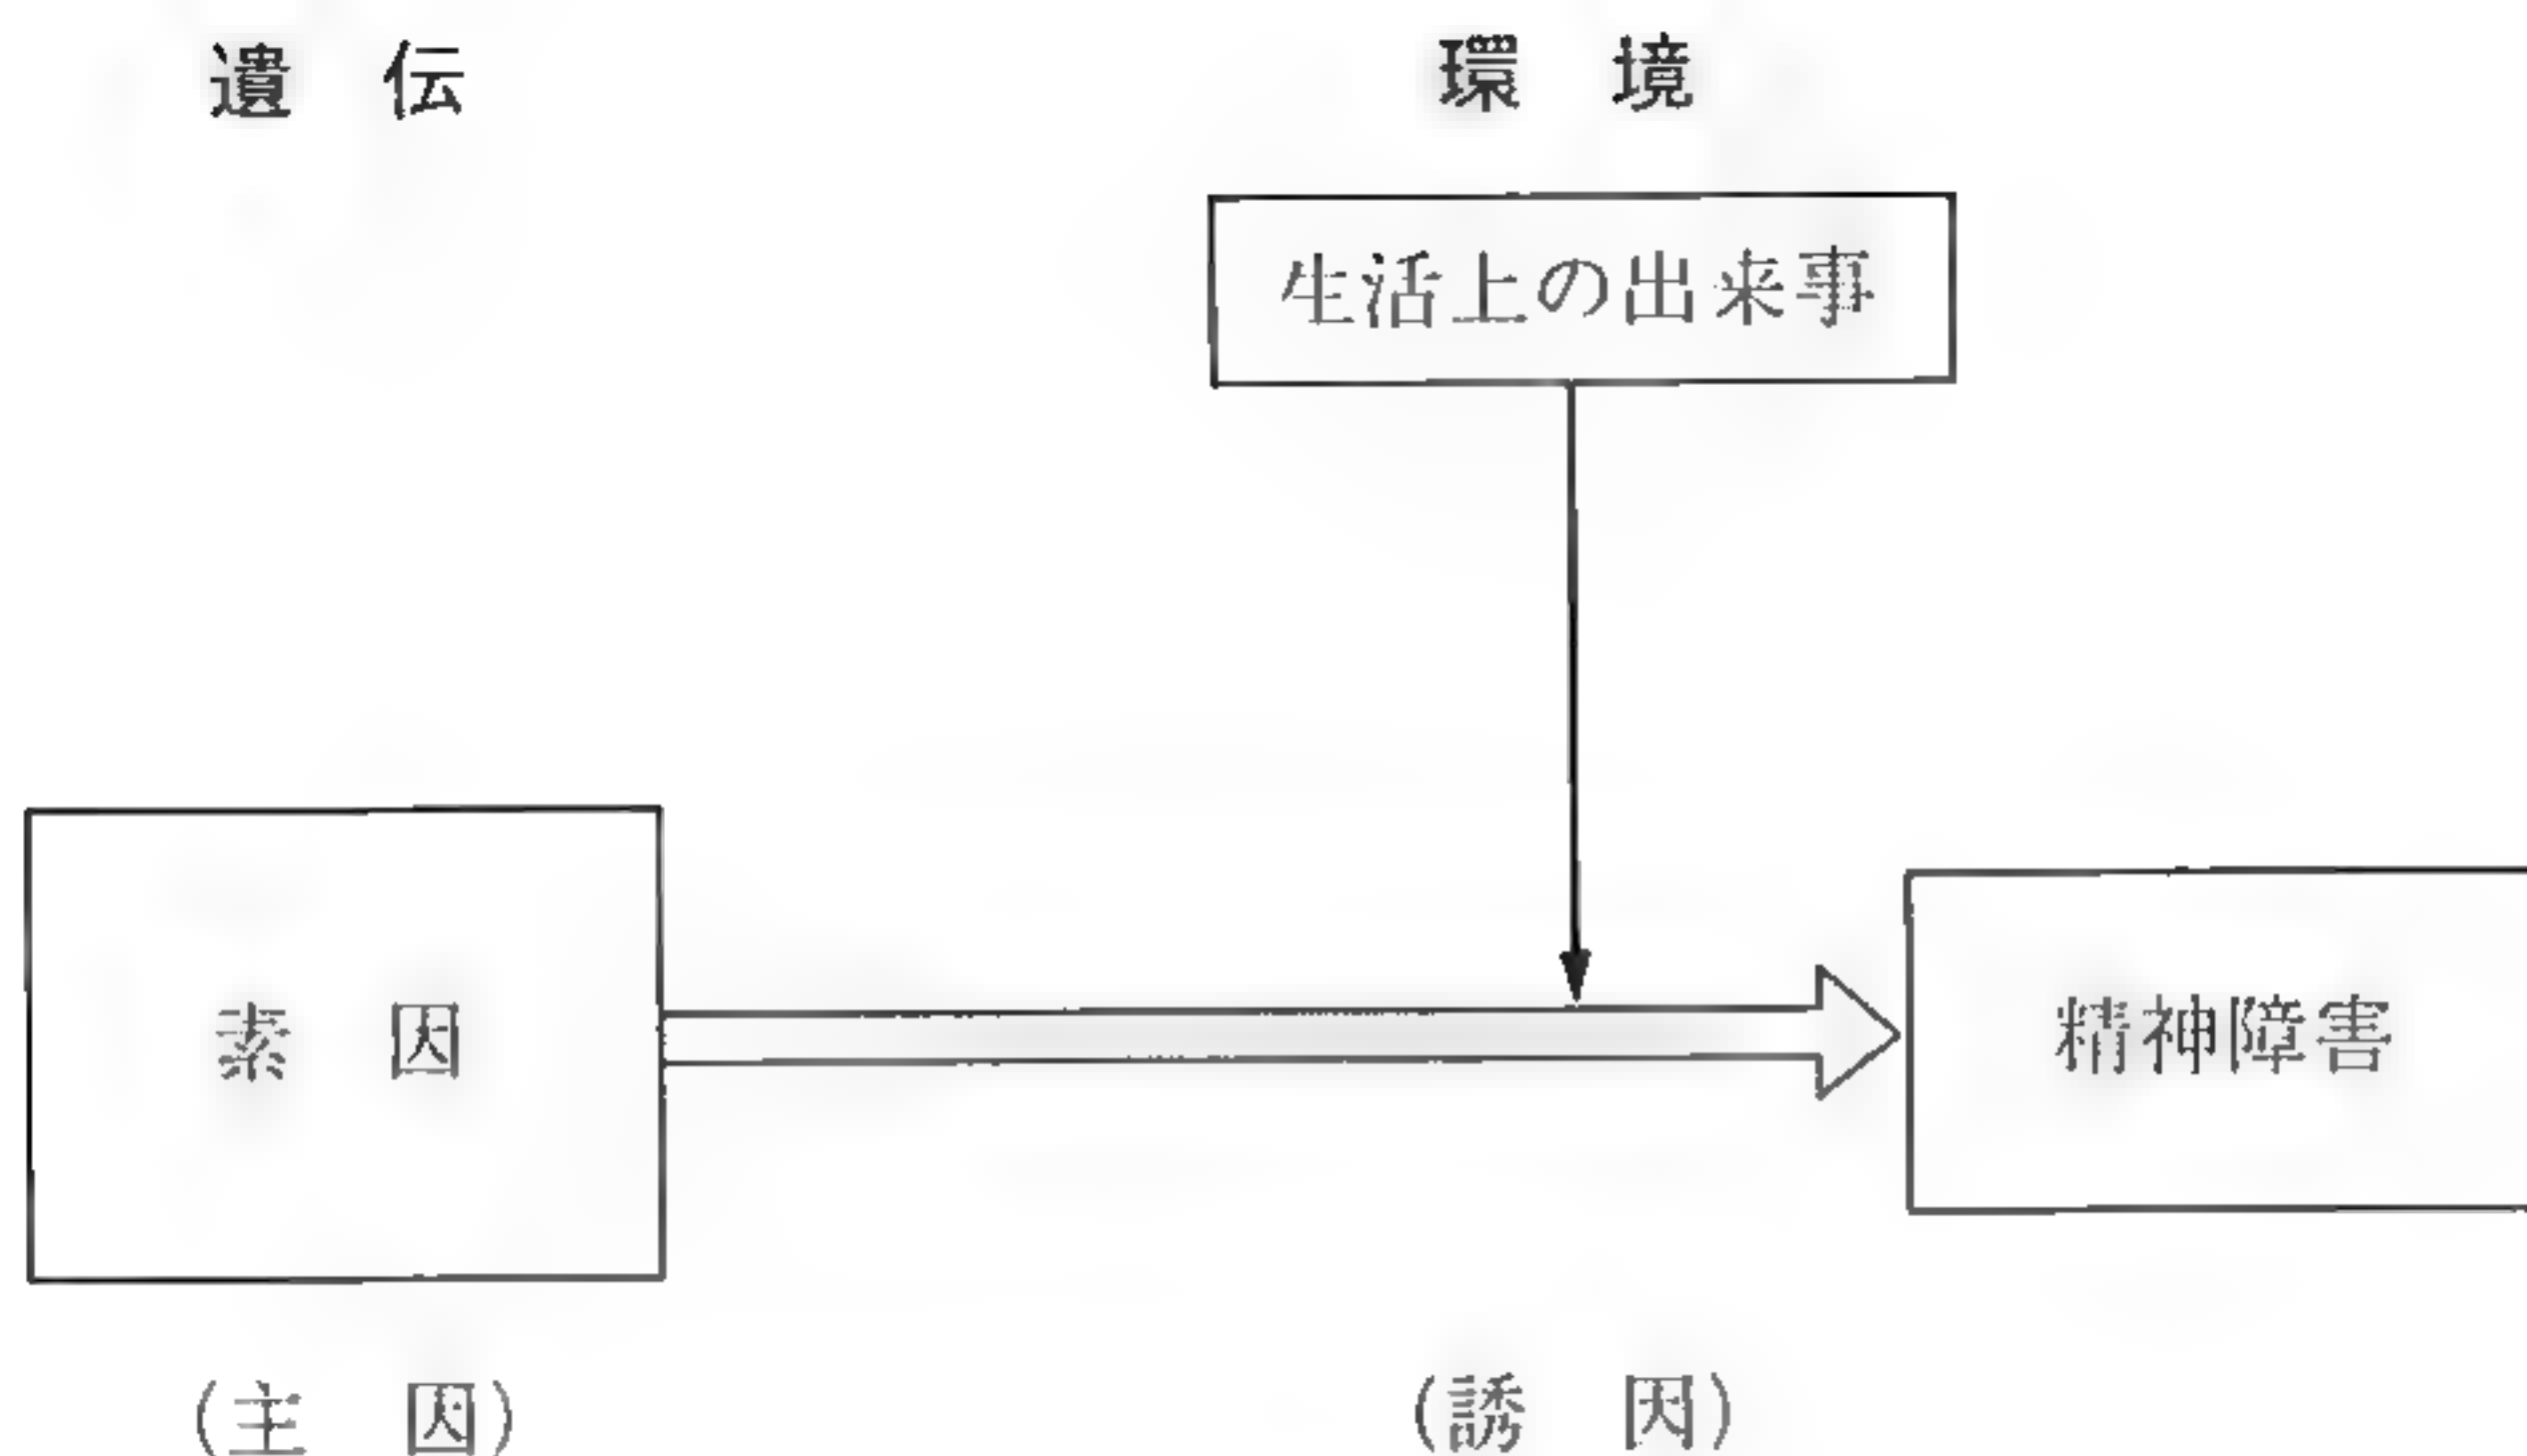 遺 伝
環 境
生活上の出来事
素 因
精神障害
(主 因)
(誘 因)